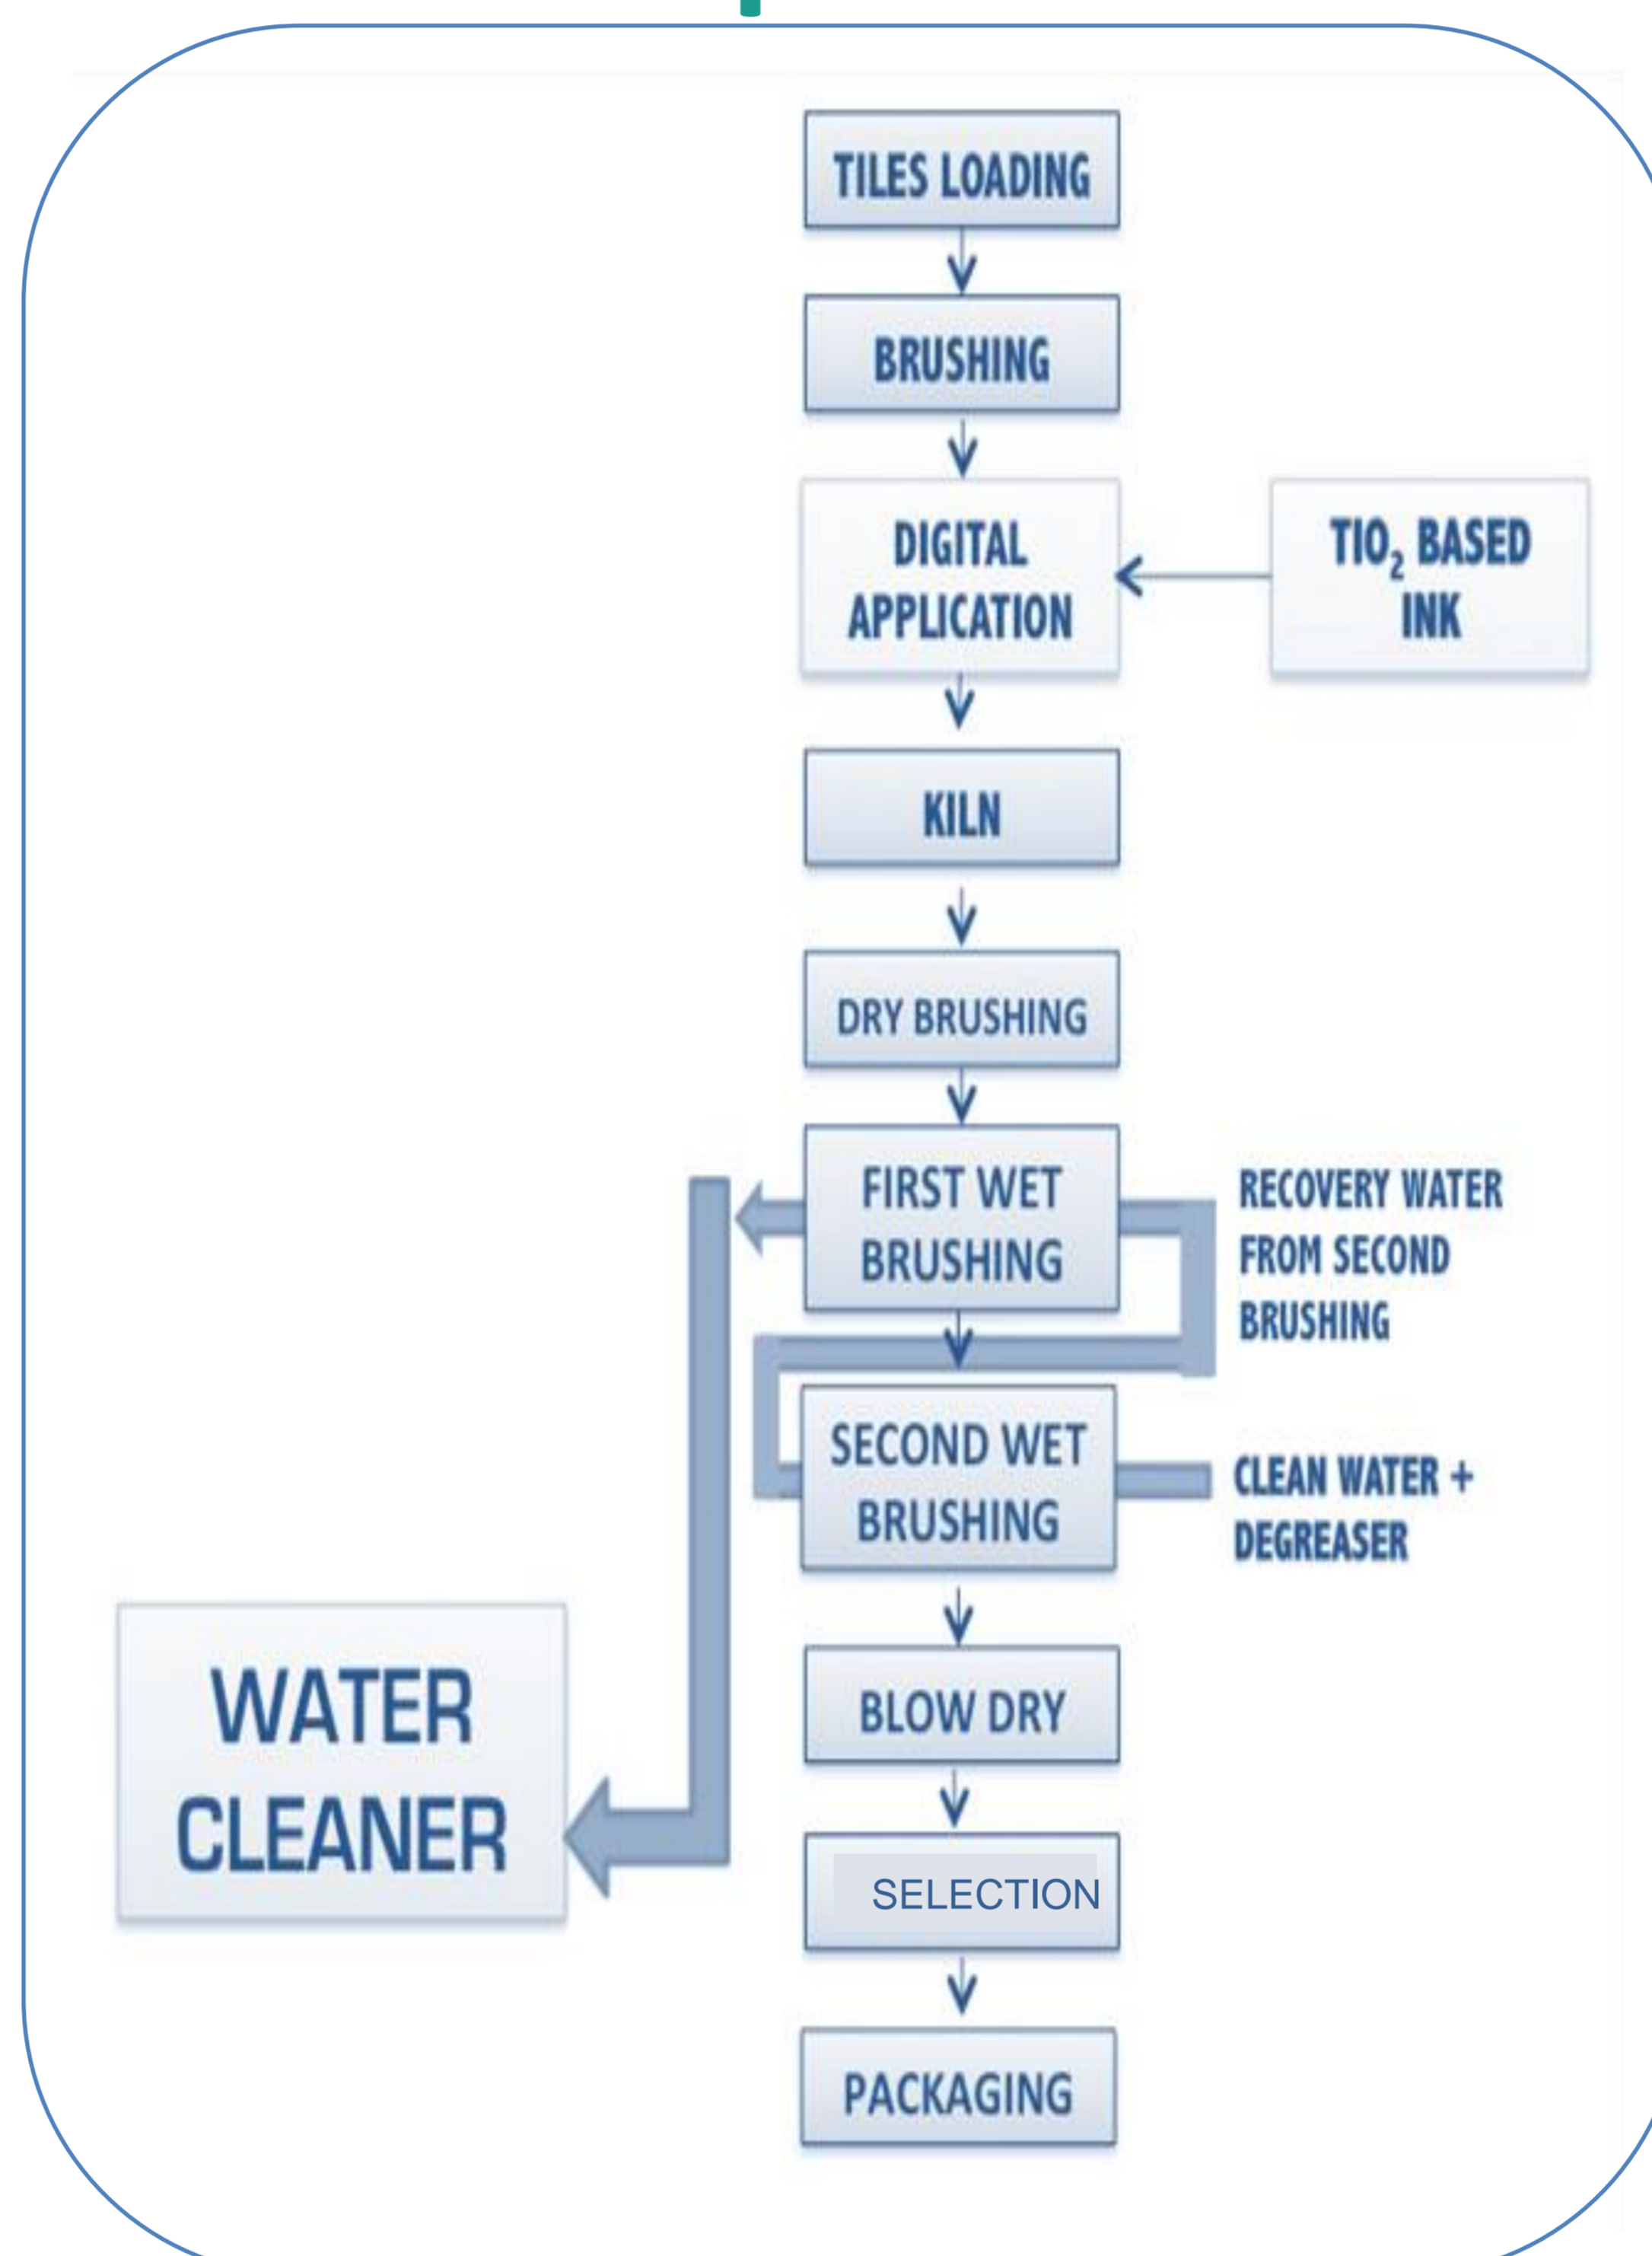 TILES LOADING
BRUSHING
DIGITAL
APPLICATION
TIO₂ BASED
INK
KILN
DRY BRUSHING
FIRST WET
BRUSHING
RECOVERY WATER
FROM SECOND
BRUSHING
SECOND WET
BRUSHING
CLEAN WATER +
DEGREASER
WATER
CLEANER
BLOW DRY
SELECTION
PACKAGING